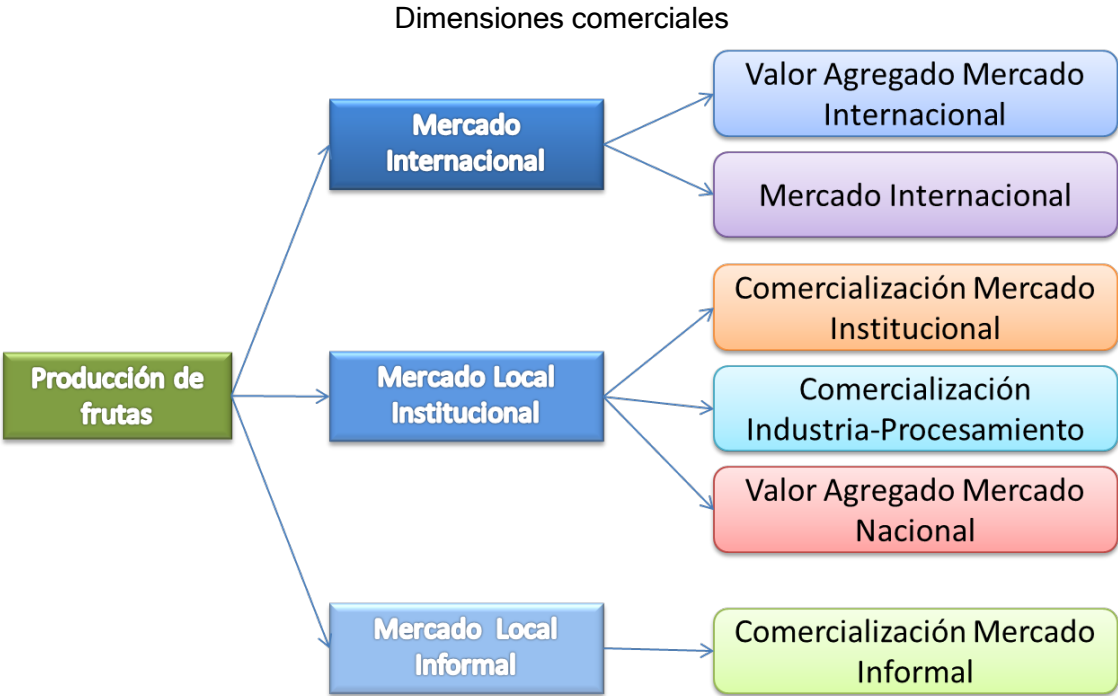 Dimensiones comerciales
Producción de
frutas
Mercado
Internacional
Valor Agregado Mercado
Internacional
Mercado Internacional
Mercado Local
Institucional
Comercialización Mercado
Institucional
Comercialización
Industria-Procesamiento
Valor Agregado Mercado
Nacional
Mercado Local
Informal
Comercialización Mercado
Informal